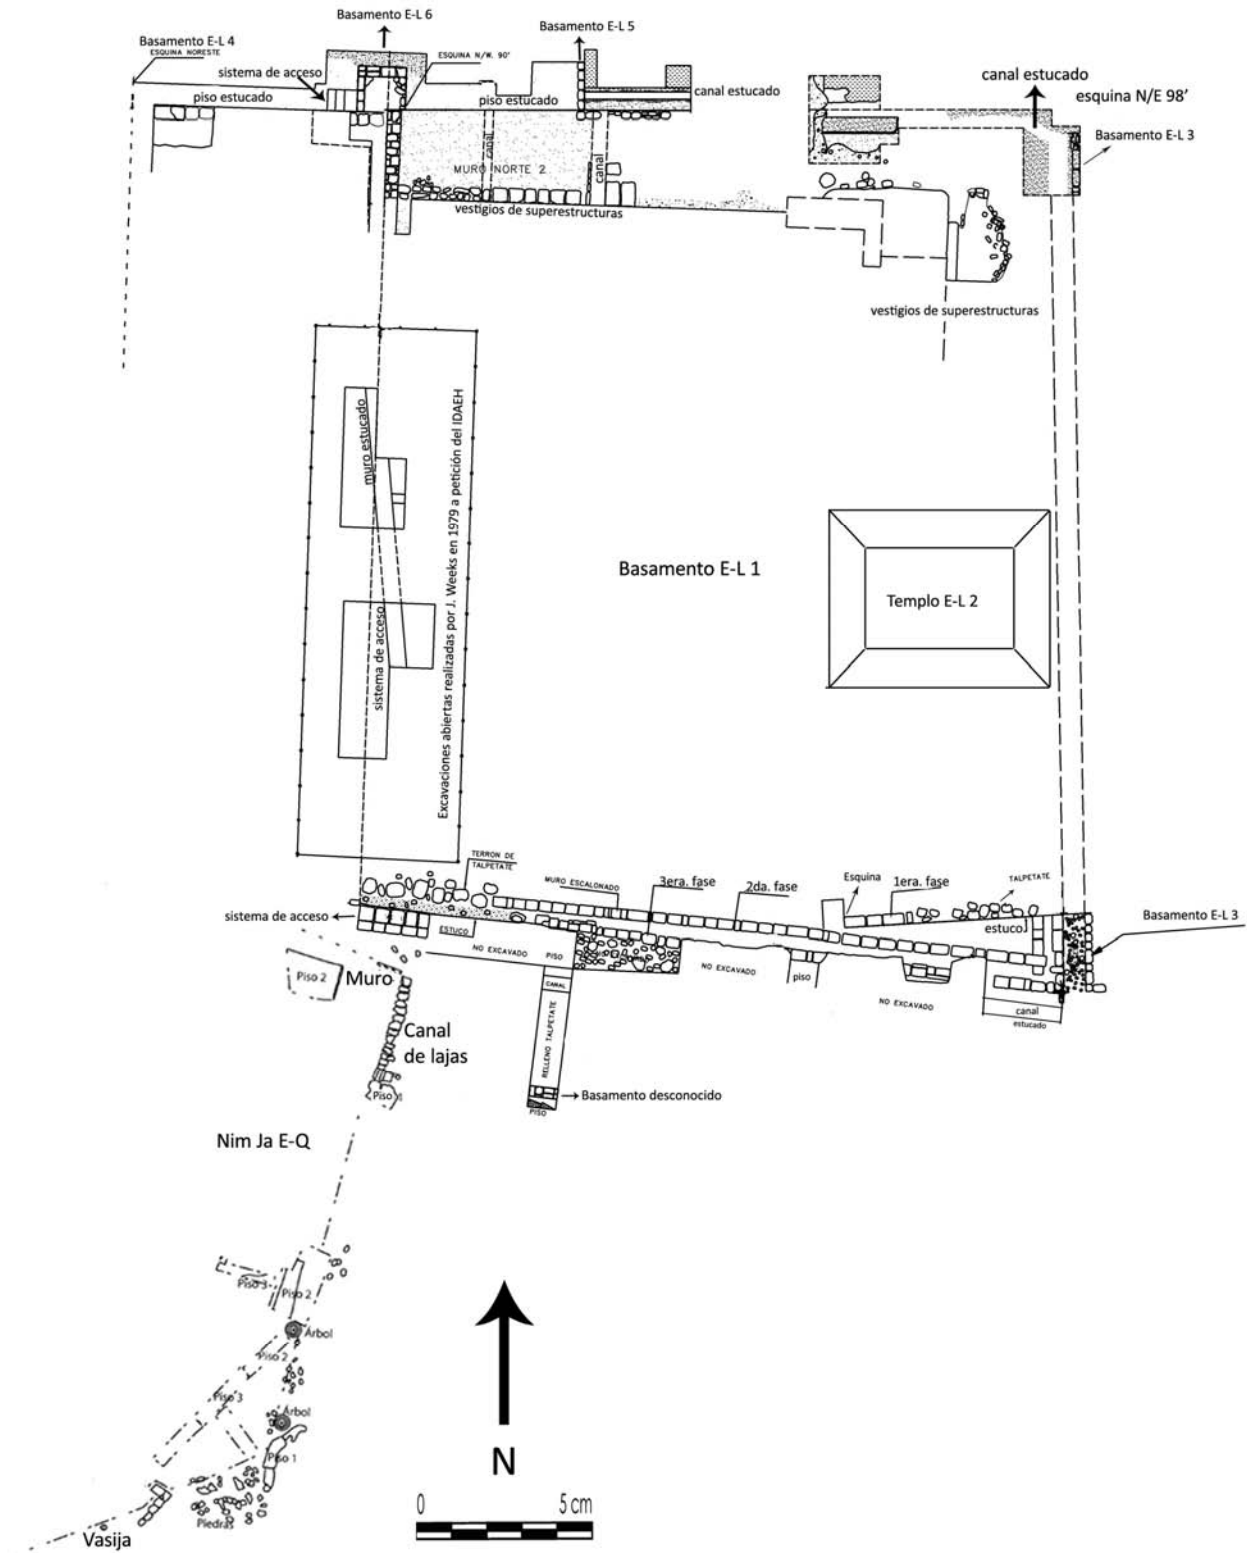 Basamento E-L 6
Basamento E-L 5
Basamento E-L 4
ESQUINA NORESTE
ESQUINA N/W. 90'
sistema de acceso
canal estucado
piso estucado
piso estucado
canal estucado
esquina N/E 98'
Basamento E-L 3
canal
canal
MURO NORTE 2
vestigios de superestructuras
vestigios de superestructuras
muro estucado
sistema de acceso
Excavaciones abiertas realizadas por J. Weeks en 1979 a petición del IDAEH
Basamento E-L 1
Templo E-L 2
TERRON DE
TALPETATE
MURO ESCALONADO
3era. fase
2da. fase
Esquina
1era. fase
TALPETATE
sistema de acceso
ESTUCO
estuco
Basamento E-L 3
NO EXCAVADO
PISO
NO EXCAVADO
piso
NO EXCAVADO
canal
estucado
CANAL
RELLENO TALPETATE
Basamento desconocido
PISO
Piso 2
Muro
Canal
de lajas
Piso 1
Nim Ja E-Q
Piso 3
Piso 2
Árbol
Piso 2
Piso 3
Árbol
Piso 1
Piedras
Vasija
N
0 5 cm